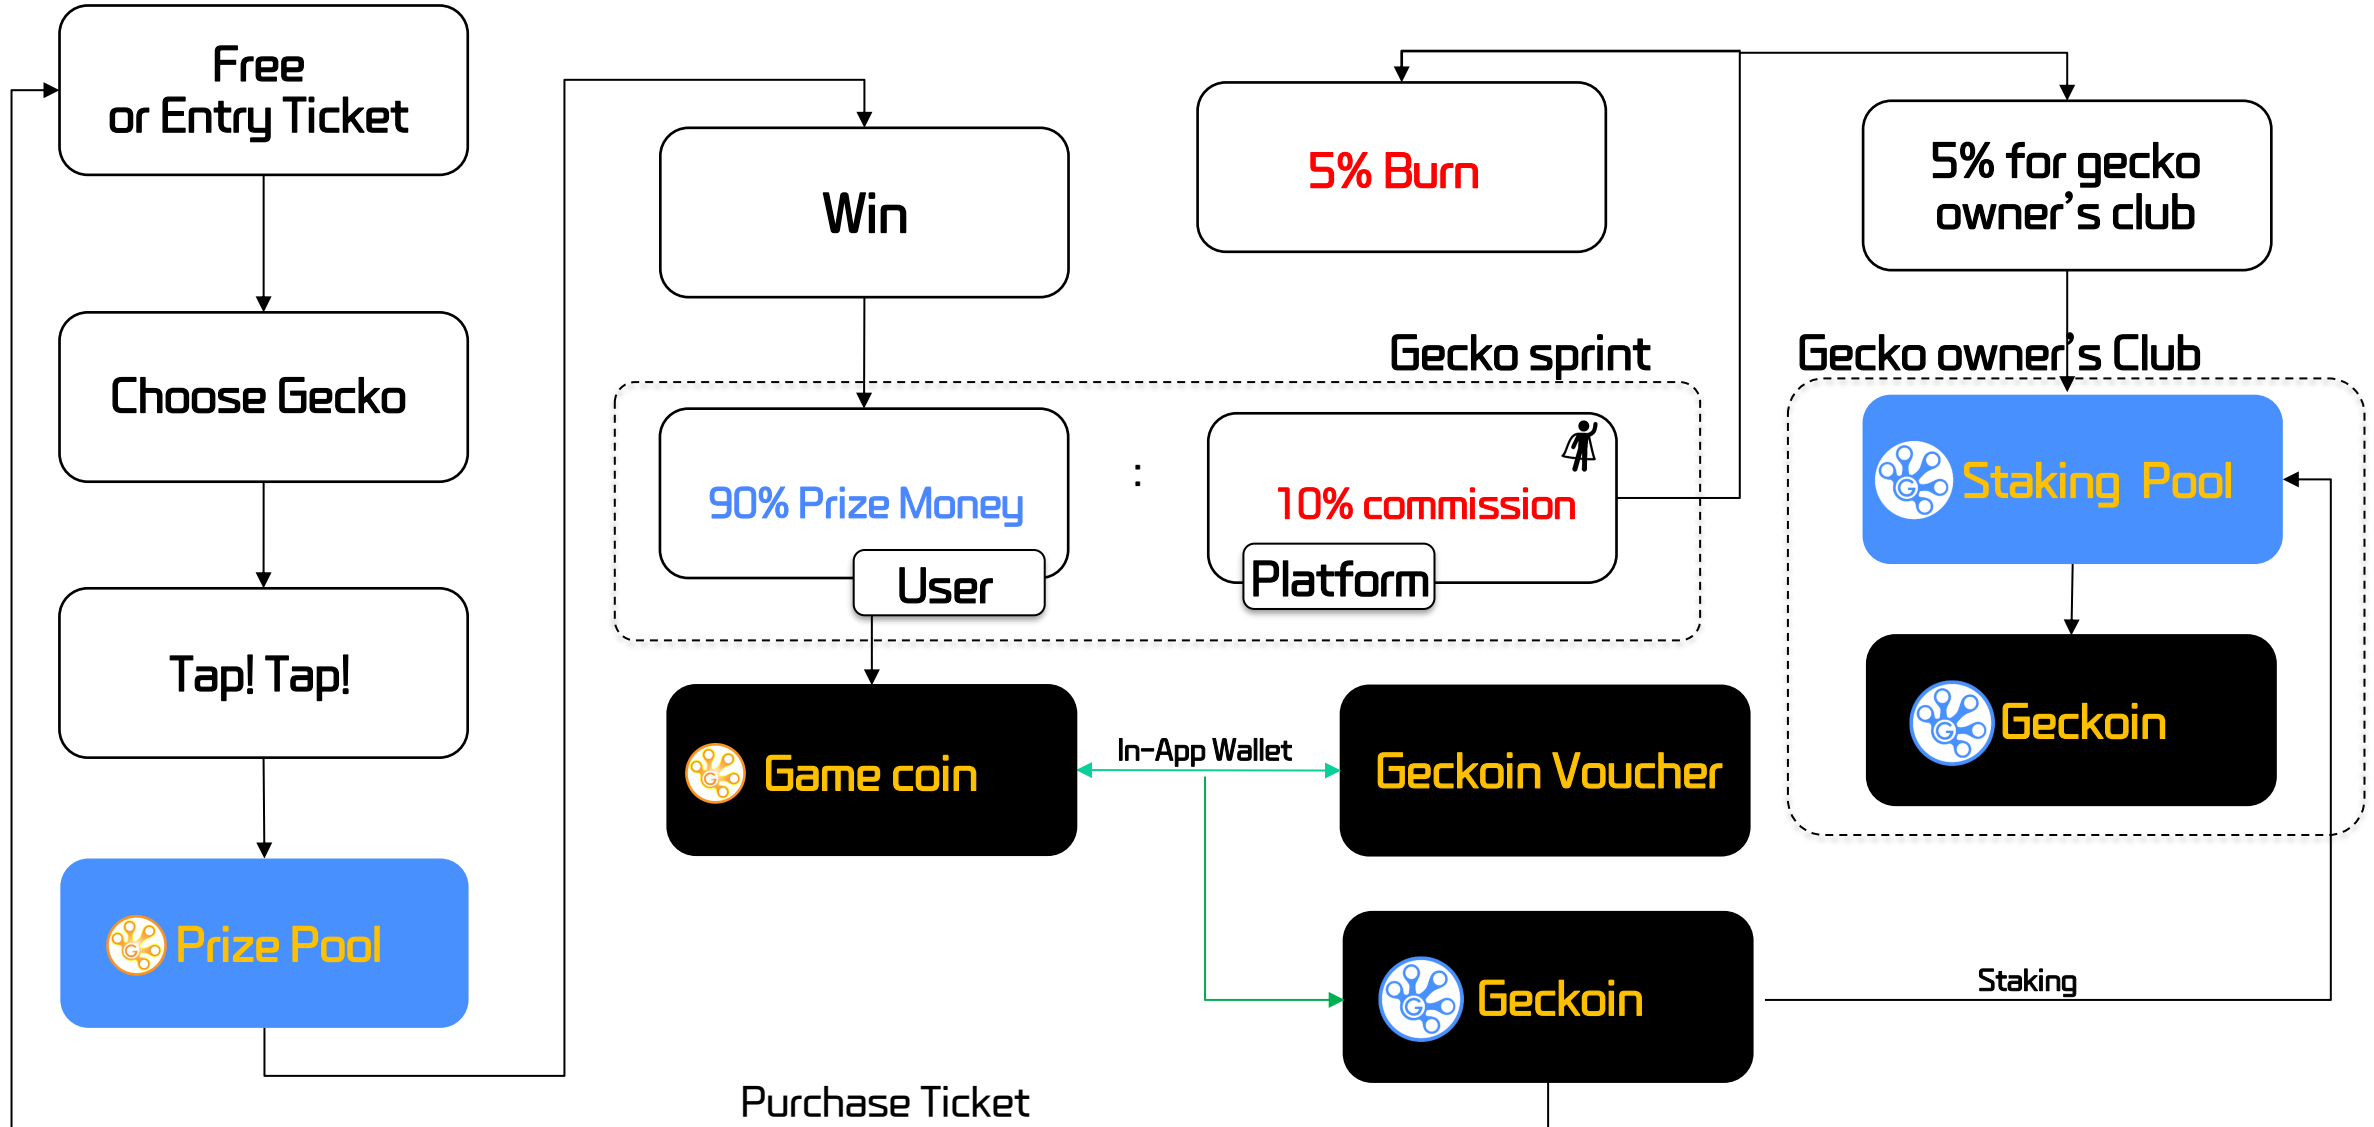 Free
or Entry Ticket
Choose Gecko
Tap! Tap!
Prize Pool
Win
5% Burn
5% for gecko
owner's club
Gecko sprint
Gecko owner's Club
90% Prize Money
:
10% commission
User
Platform
Staking Pool
Geckoin
Game coin
In-App Wallet
Geckoin Voucher
Geckoin
Staking
Purchase Ticket